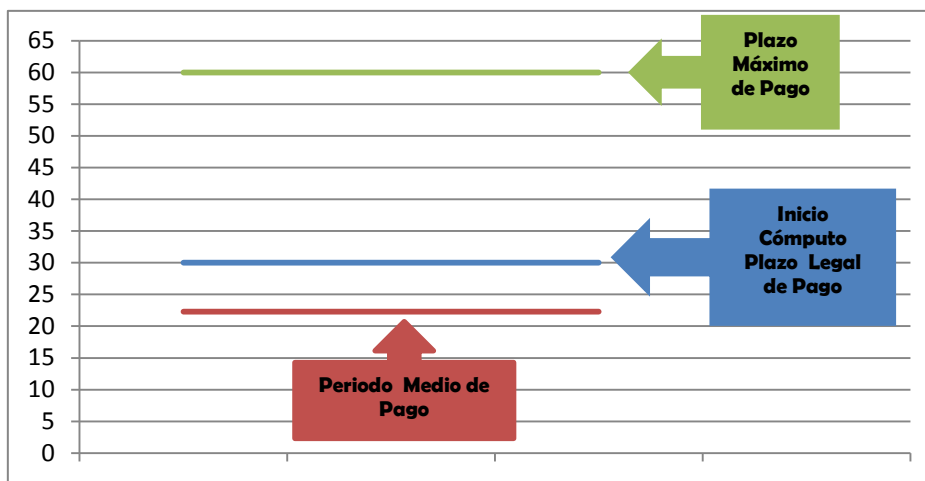 65
60
55
50
45
40
35
30
25
20
15
10
5
0
Plazo
Máximo
de Pago
Inicio
Cómputo
Plazo Legal
de Pago
Periodo Medio de
Pago